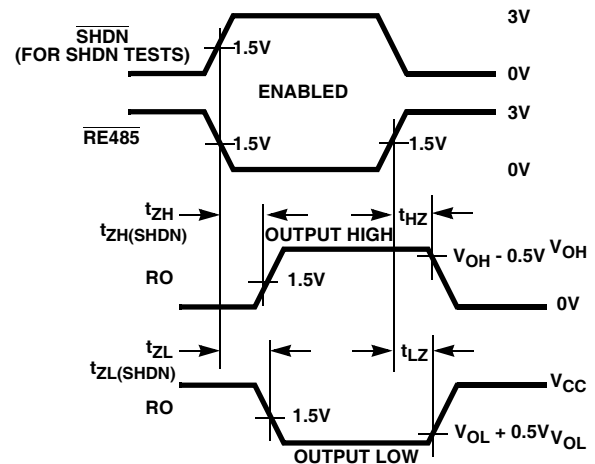 SHDN
(FOR SHDN TESTS)
1.5V
3V
0V
ENABLED
RE485
1.5V
1.5V
3V
0V
tZH
tZH(SHDN)
OUTPUT HIGH
tHZ
RO
1.5V
VOH - 0.5V
VOH
0V
tZL
tZL(SHDN)
tLZ
RO
1.5V
VCC
VOL + 0.5V
VOL
OUTPUT LOW